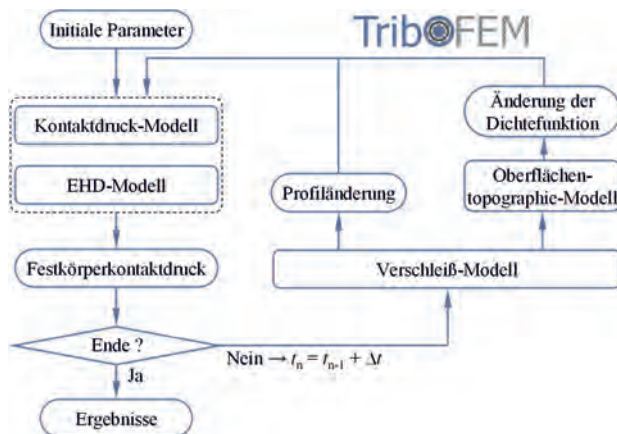 Initiale Parameter
TriboFEM
Kontaktdruck-Modell
EHD-Modell
Änderung der
Dichtefunktion
Profiländerung
Oberflächen-
topographie-Modell
Festkörperkontaktdruck
Verschleiß-Modell
Ende ?
Nein → tₙ = tₙ₋₁ + Δt
Ja
Ergebnisse